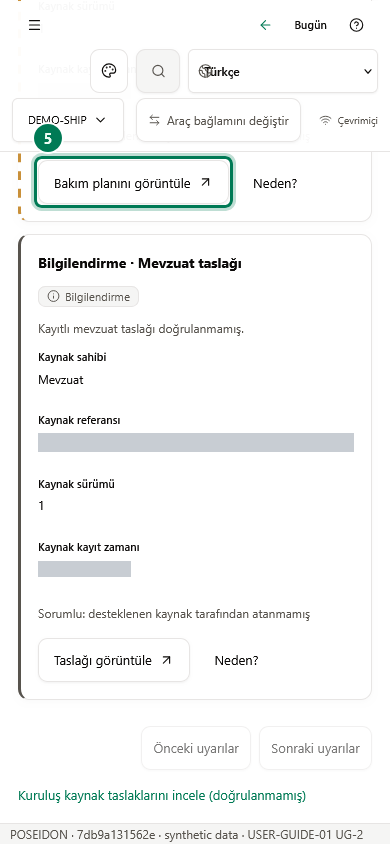 Bugün
Türkçe
DEMO-SHIP
Araç bağlamını değiştir
Çevrimiçi
5
Bakım planını görüntüle
Neden?
Bilgilendirme · Mevzuat taslağı
Bilgilendirme
Kayıtlı mevzuat taslağı doğrulanmamış.
Kaynak sahibi
Mevzuat
Kaynak referansı
Kaynak sürümü
1
Kaynak kayıt zamanı
Sorumlu: desteklenen kaynak tarafından atanmamış
Taslağı görüntüle
Neden?
Önceki uyarılar
Sonraki uyarılar
Kuruluş kaynak taslaklarını incele (doğrulanmamış)
POSEIDON · 7db9a131562e · synthetic data · USER-GUIDE-01 UG-2